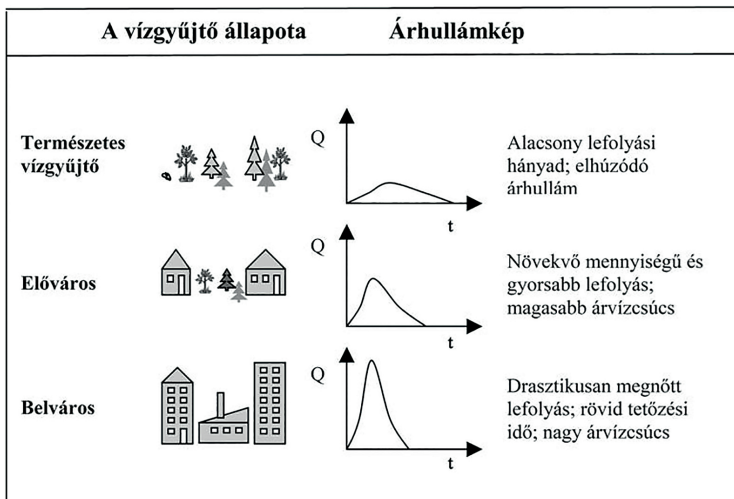 A vízgyűjtő állapota Árhullámkép
Természetes
vízgyűjtő
Q
t
Alacsony lefolyási
hányad; elhúzódó
árhullám
Előváros
Q
t
Növekvő mennyiségű és
gyorsabb lefolyás;
magasabb árvízcsúcs
Belváros
Q
t
Drasztikusan megnőtt
lefolyás; rövid tetőzési
idő; nagy árvízcsúcs